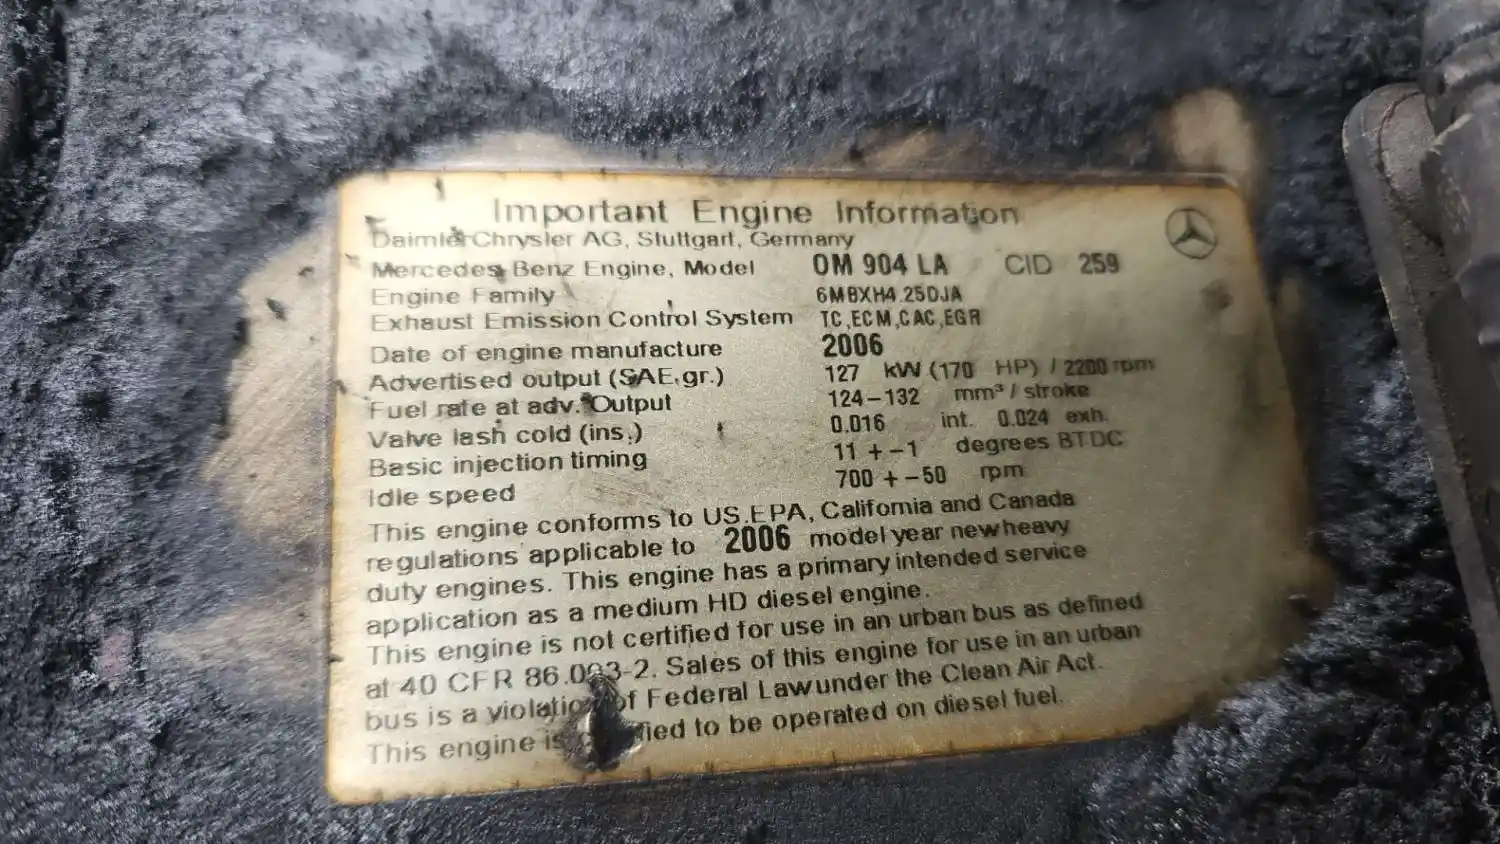 Important Engine Information
DaimlerChrysler AG, Stuttgart, Germany
Mercedes Benz Engine, Model OM 904 LA CID 259
Engine Family 6MBXH4.25DJA
Exhaust Emission Control System TC,ECM,CAC,EGR
Date of engine manufacture 2006
Advertised output (SAE,gr.) 127 kW (170 HP) / 2200 rpm
Fuel rate at adv. Output 124-132 mm³ / stroke
Valve lash cold (ins.) 0.016 int. 0.024 exh.
Basic injection timing 11 +-1 degrees BTDC
Idle speed 700 +-50 rpm
This engine conforms to US.EPA, California and Canada
regulations applicable to 2006 model year new heavy
duty engines. This engine has a primary intended service
application as a medium HD diesel engine.
This engine is not certified for use in an urban bus as defined
at 40 CFR 86.093-2. Sales of this engine for use in an urban
bus is a violation of Federal Law under the Clean Air Act.
This engine is to be operated on diesel fuel.